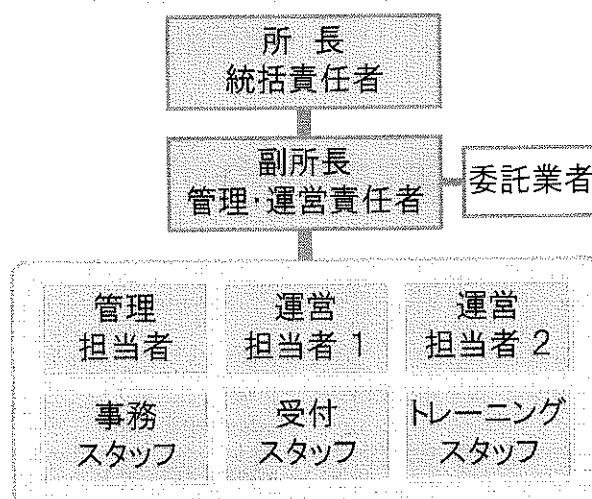 所 長
統括責任者
副所長
管理・運営責任者
委託業者
管理
担当者
運営
担当者 1
運営
担当者 2
事務
スタッフ
受付
スタッフ
トレーニング
スタッフ